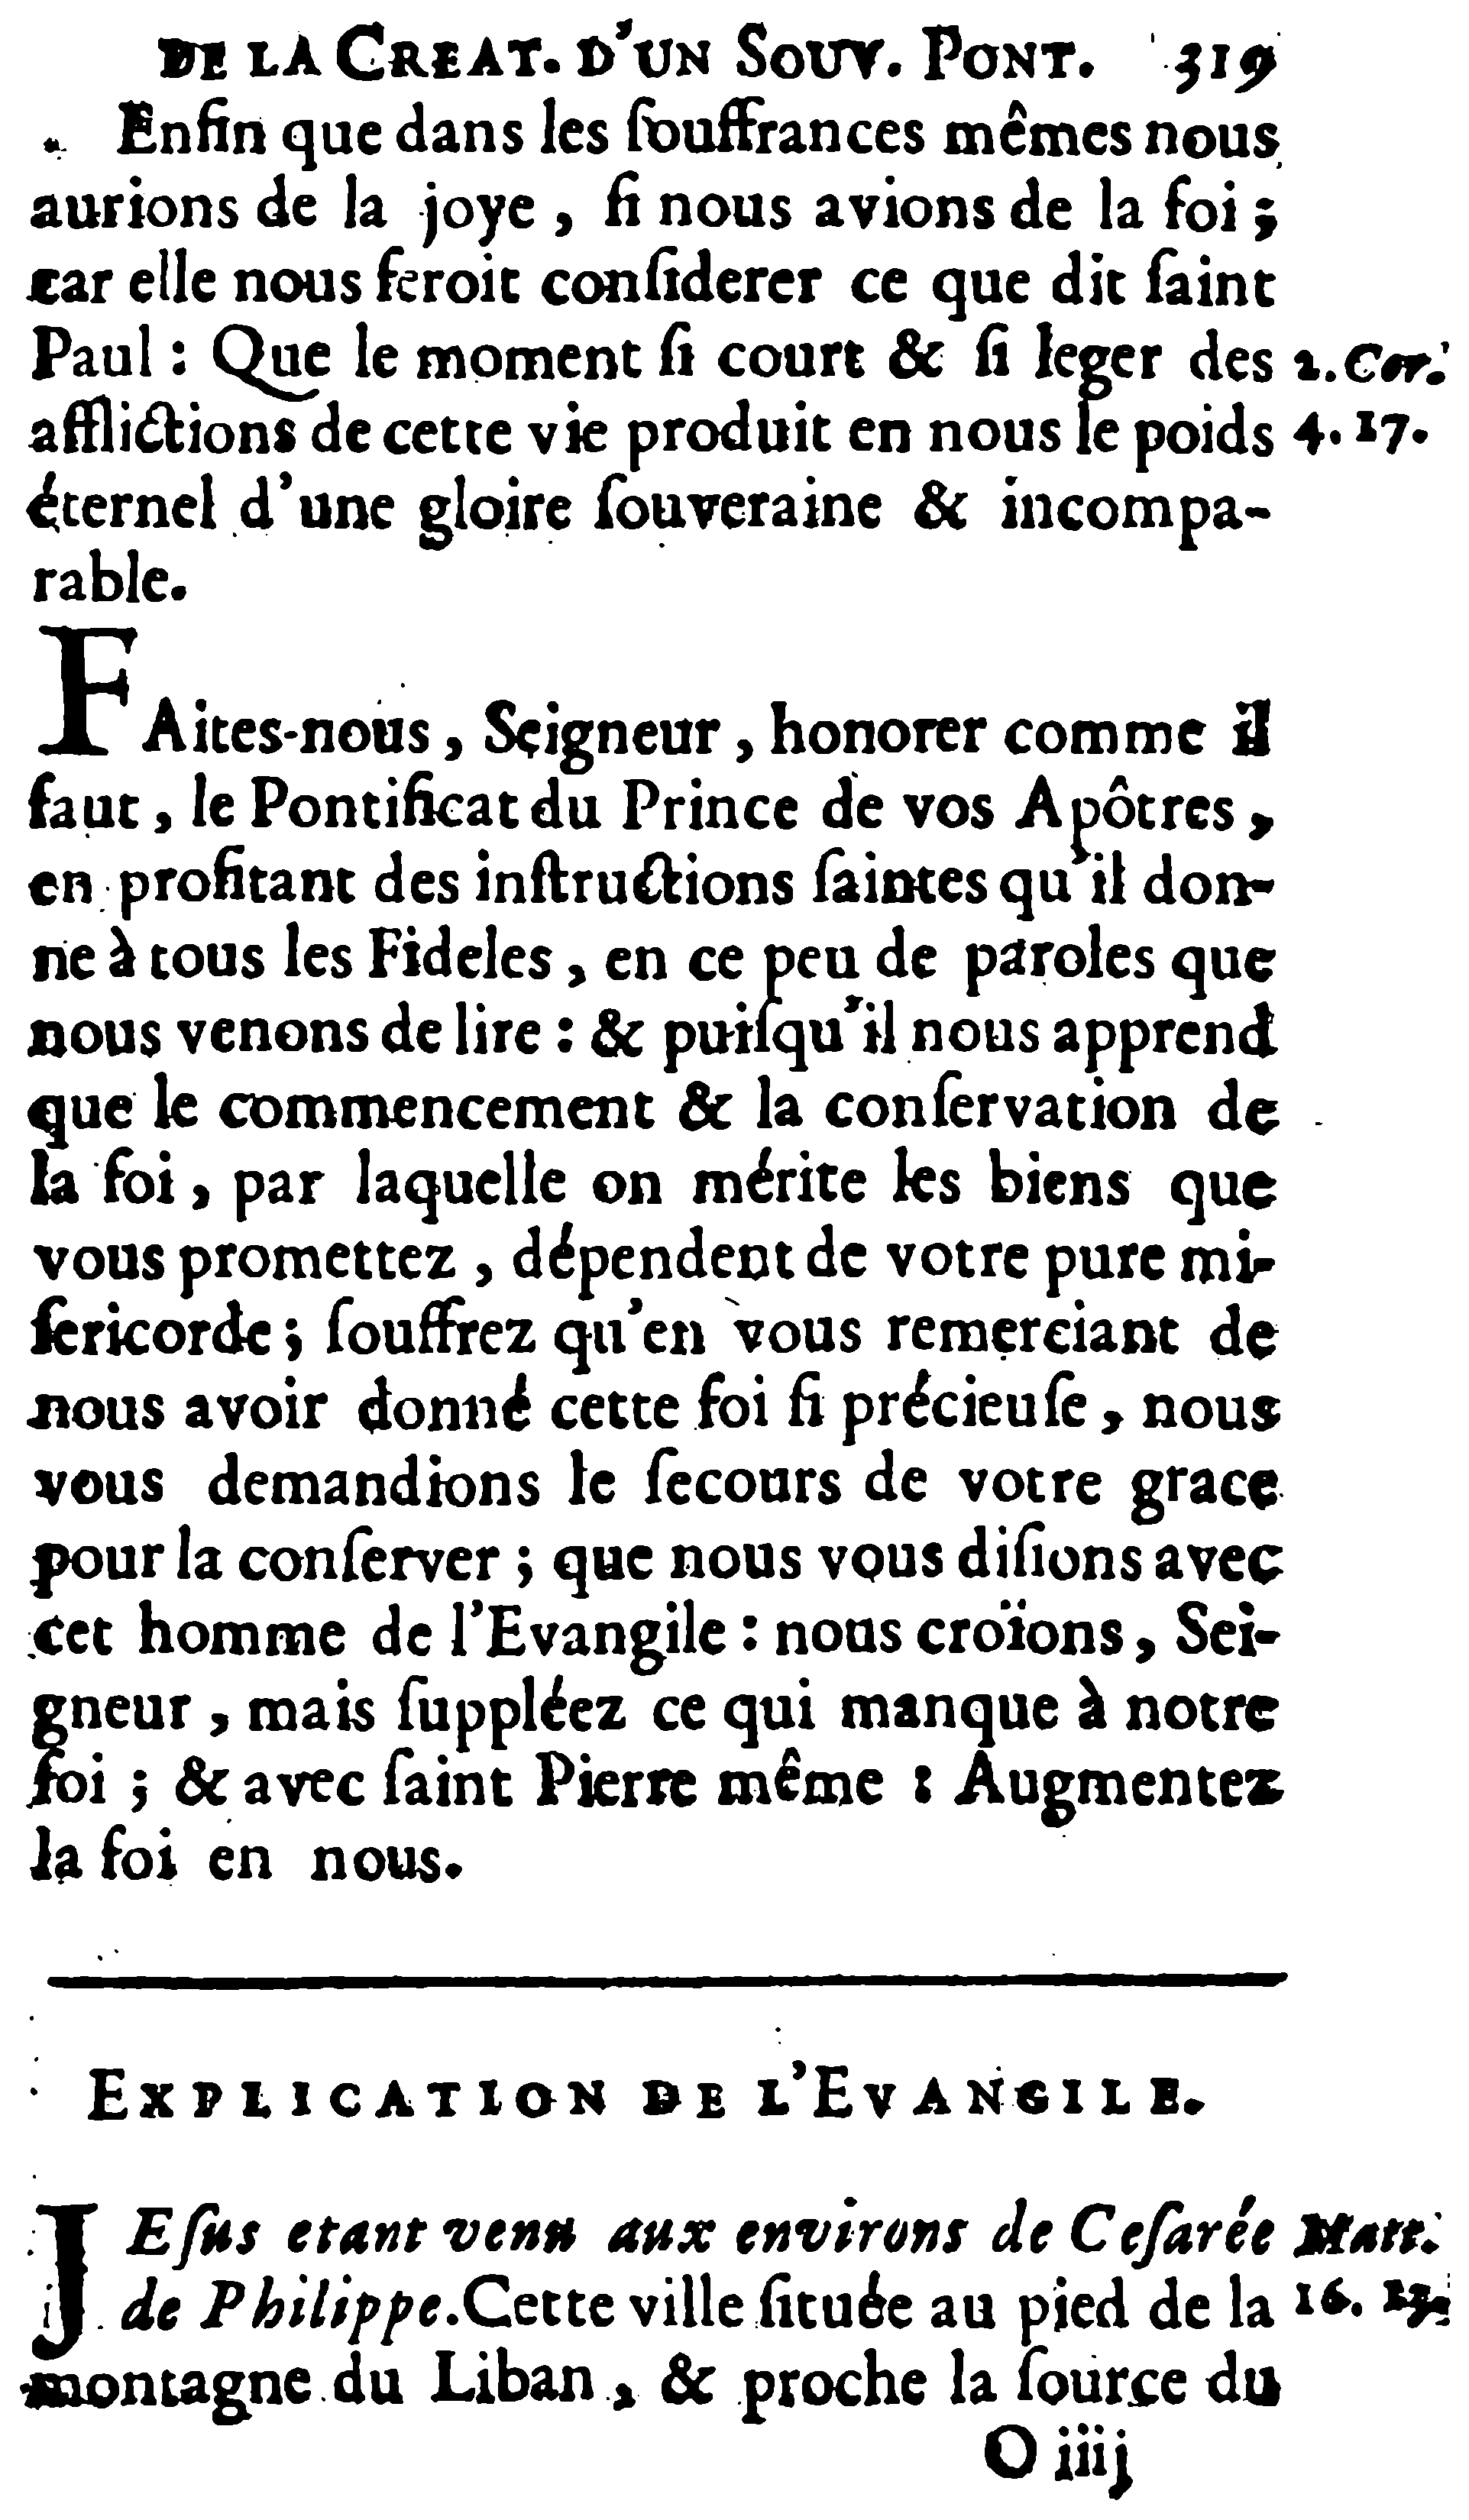 DE LA CREAT. D'UN SOUV. PONT. 319
Enfin que dans les ſouffrances mêmes nous
aurions de la joye, ſi nous avions de la foi;
car elle nous feroit conſiderer ce que dit ſaint
Paul: Que le moment ſi court & ſi leger des 2. Cor.
afflictions de cette vie produit en nous le poids 4. 17.
éternel d'une gloire ſouveraine & incompa-
rable.
FAites-nous, Seigneur, honorer comme il
faut, le Pontificat du Prince de vos Apôtres,
en profitant des inſtructions ſaintes qu'il don-
ne à tous les Fideles, en ce peu de paroles que
nous venons de lire: & puiſqu'il nous apprend
que le commencement & la conſervation de
la foi, par laquelle on mérite les biens que
vous promettez, dépendent de votre pure mi-
ſericorde; ſouffrez qu'en vous remerciant de
nous avoir donné cette foi ſi précieuſe, nous
vous demandions le ſecours de votre grace
pour la conſerver; que nous vous diſions avec
cet homme de l'Evangile: nous croïons, Sei-
gneur, mais ſuppléez ce qui manque à notre
foi; & avec ſaint Pierre même: Augmentez
la foi en nous.
EXPLICATION DE L'EVANGILE.
JEſus etant venu aux environs de Ceſarée Matt.
de Philippe. Cette ville ſituée au pied de la 16.
montagne du Liban, & proche la ſource du
O iiij